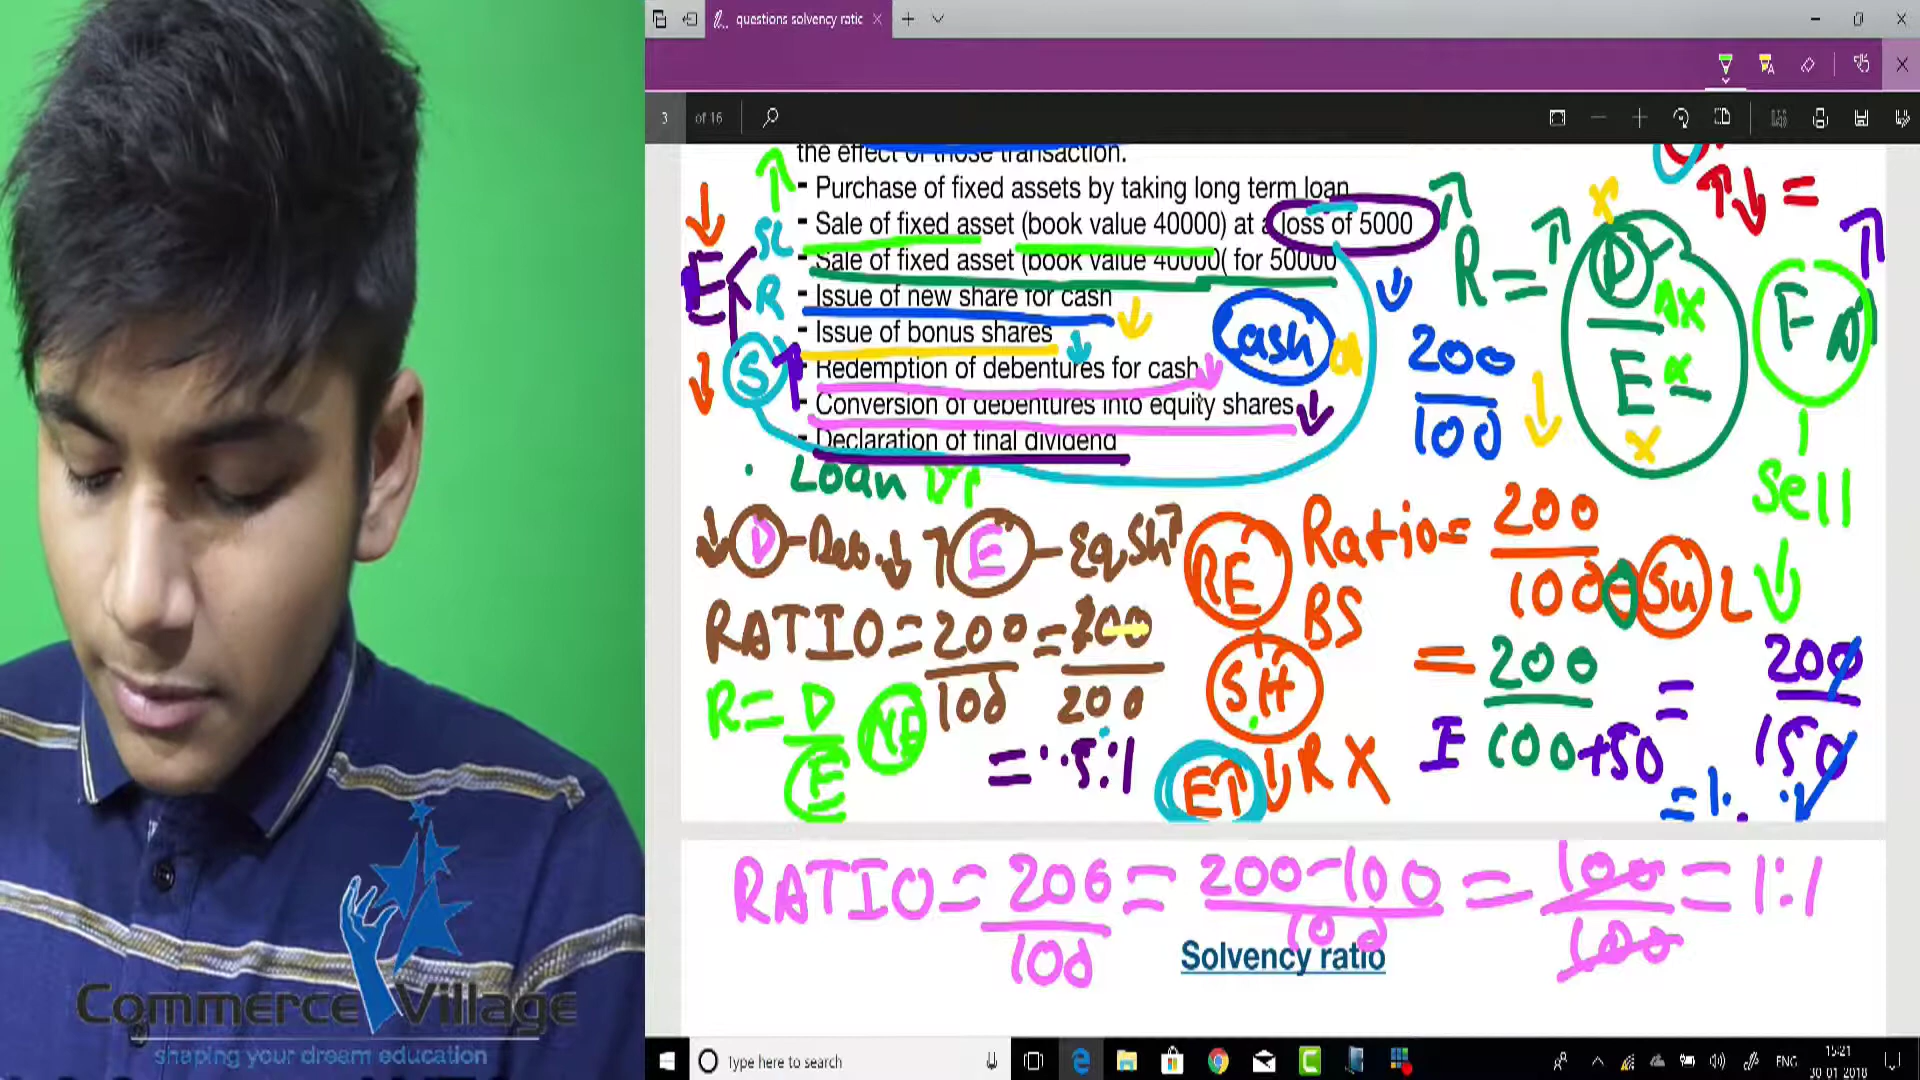 questions solvency ratic
3 of 16
the effect of those transaction.
- Purchase of fixed assets by taking long term loan
- Sale of fixed asset (book value 40000) at a loss of 5000
- Sale of fixed asset (book value 40000( for 50000
- Issue of new share for cash
- Issue of bonus shares
- Redemption of debentures for cash
- Conversion of debentures into equity shares
- Declaration of final dividend
E
SC
R
S
Cash
R =
D
E
200
100
F A
Sell
Loan
D - Deb. ↓ ↑ E - EqSh ↑
RATIO = 200 = 200
100 200
= .5:1
R = D
E
RE
SH
E↑ ↓ R X
Ratio = 200
100
BS
= 200 = 200
100+50 150
RATIO = 200 = 200-100 = 100 = 1:1
100 100 100
Solvency ratio
Commerce Village
shaping your dream education
Type here to search
ENG
15:21
30-01-2018